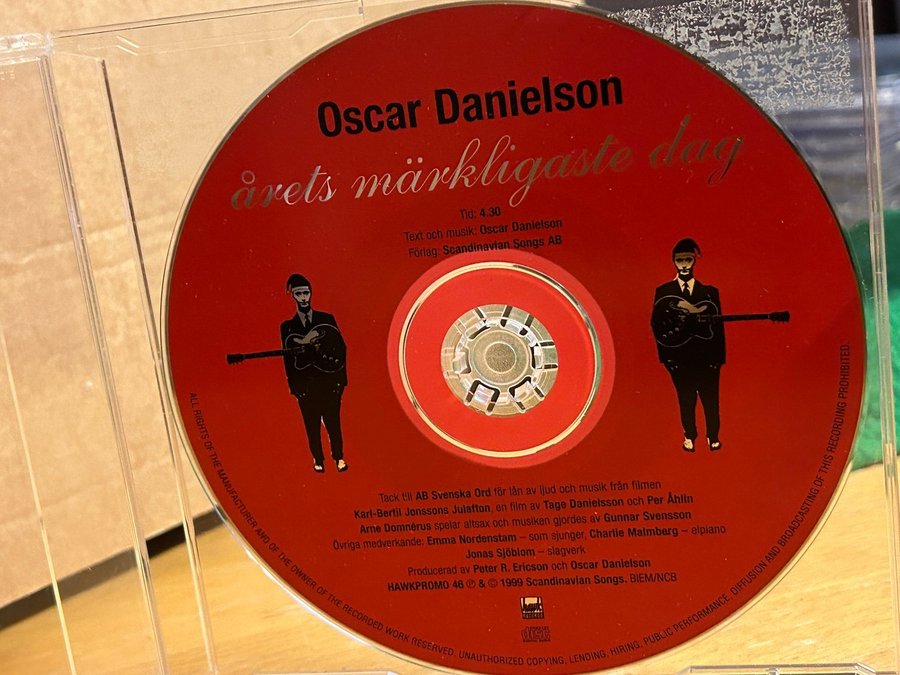 Oscar Danielson
årets märkligaste dag
Tid: 4.30
Text och musik: Oscar Danielson
Förlag: Scandinavian Songs AB
Tack till AB Svenska Ord för lån av ljud och musik från filmen
Karl-Bertil Jonssons Julafton, en film av Tage Danielsson och Per Åhlin
Arne Domnérus spelar altsax och musiken gjordes av Gunnar Svensson
Övriga medverkande: Emma Nordenstam – som sjunger, Charlie Malmberg – elpiano
Jonas Sjöblom – slagverk
Producerad av Peter R. Ericson och Oscar Danielson
HAWKPROMO 46 ℗ & © 1999 Scandinavian Songs. BIEM/NCB
ALL RIGHTS OF THE MANUFACTURER AND OF THE OWNER OF THE RECORDED WORK RESERVED. UNAUTHORIZED COPYING, LENDING, HIRING, PUBLIC PERFORMANCE, DIFFUSION AND BROADCASTING OF THIS RECORDING PROHIBITED.